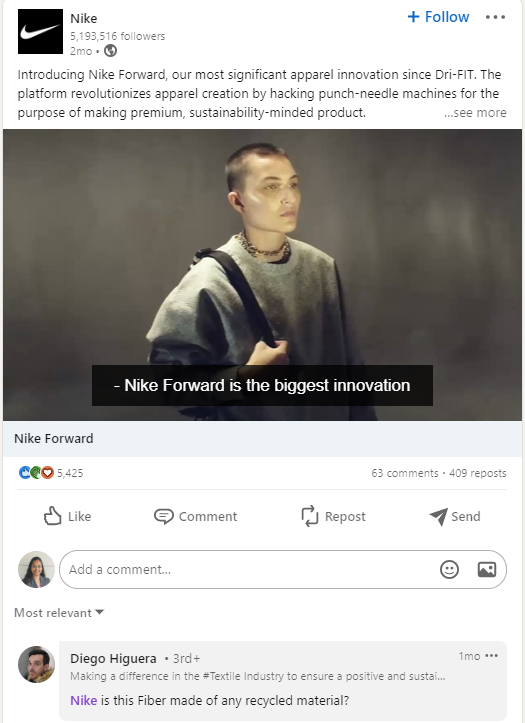 Nike
+ Follow
5,193,516 followers
2mo •
Introducing Nike Forward, our most significant apparel innovation since Dri-FIT. The
platform revolutionizes apparel creation by hacking punch-needle machines for the
purpose of making premium, sustainability-minded product.
...see more
- Nike Forward is the biggest innovation
Nike Forward
5,425
63 comments • 409 reposts
Like
Comment
Repost
Send
Add a comment...
Most relevant
Diego Higuera • 3rd+
1mo
Making a difference in the #Textile Industry to ensure a positive and sustai...
Nike is this Fiber made of any recycled material?